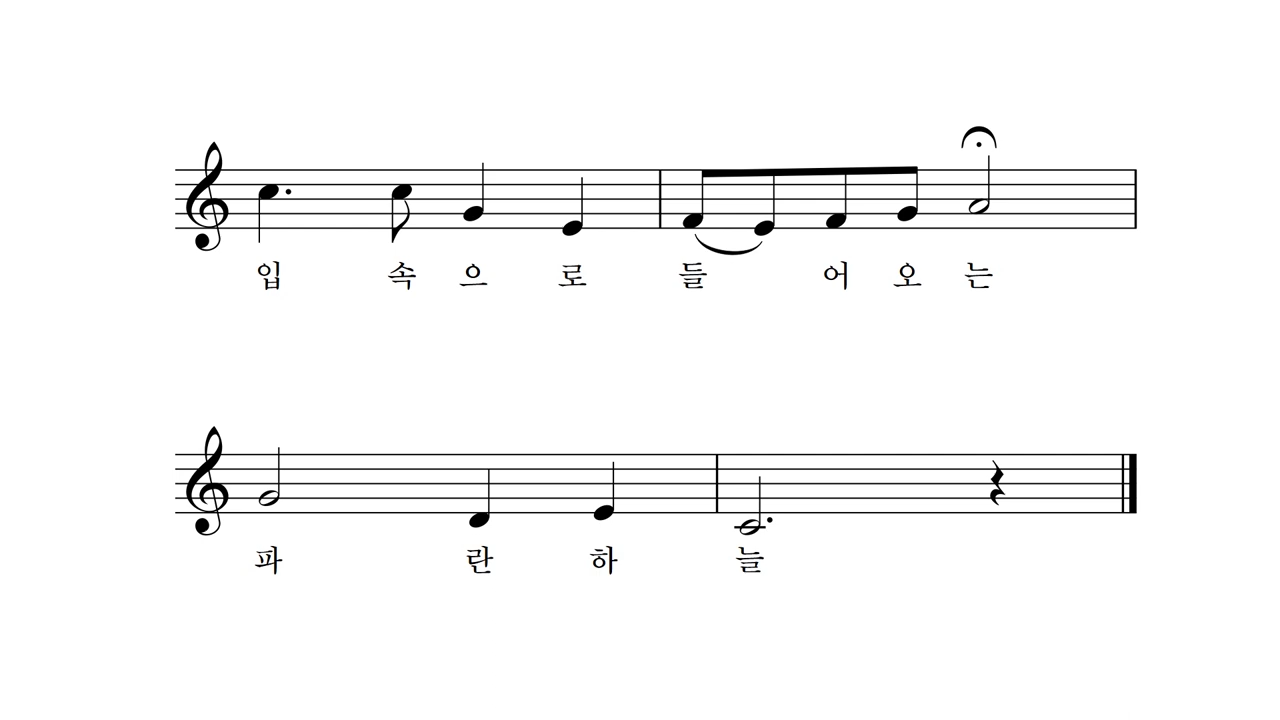 입 속 으 로 들 어 오 는
파 란 하 늘